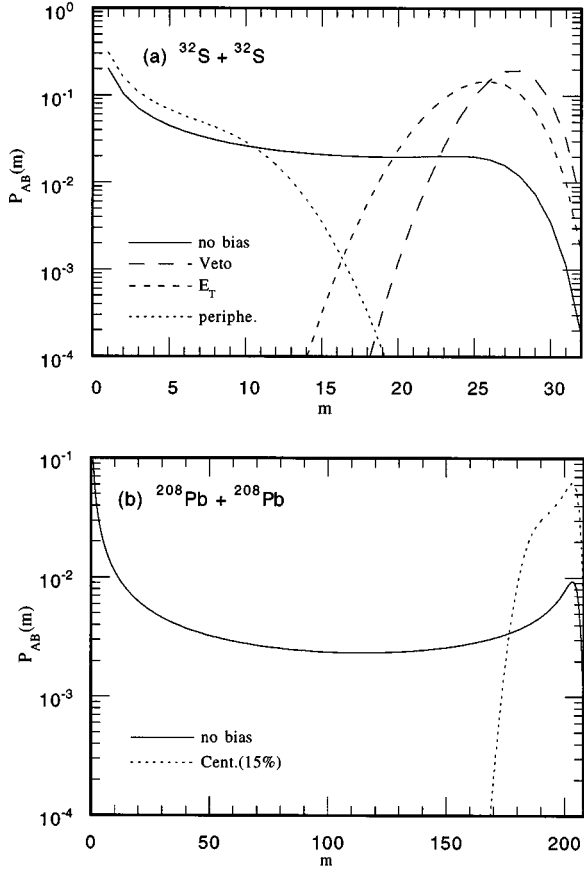 10^0
(a) ^32S + ^32S
10^-1
P_AB(m)
10^-2
no bias
Veto
E_T
10^-3
periphe.
10^-4
0 5 10 15 20 25 30
m
10^-1
(b) ^208Pb + ^208Pb
10^-2
P_AB(m)
10^-3
no bias
Cent.(15%)
10^-4
0 50 100 150 200
m